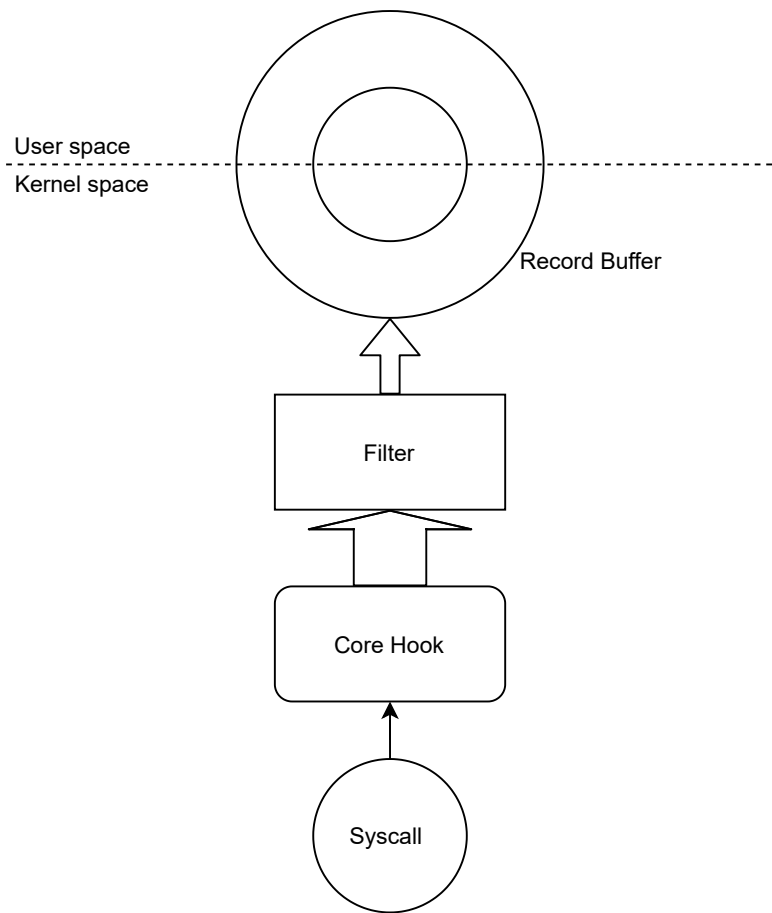 User space
Kernel space
Record Buffer
Filter
Core Hook
Syscall